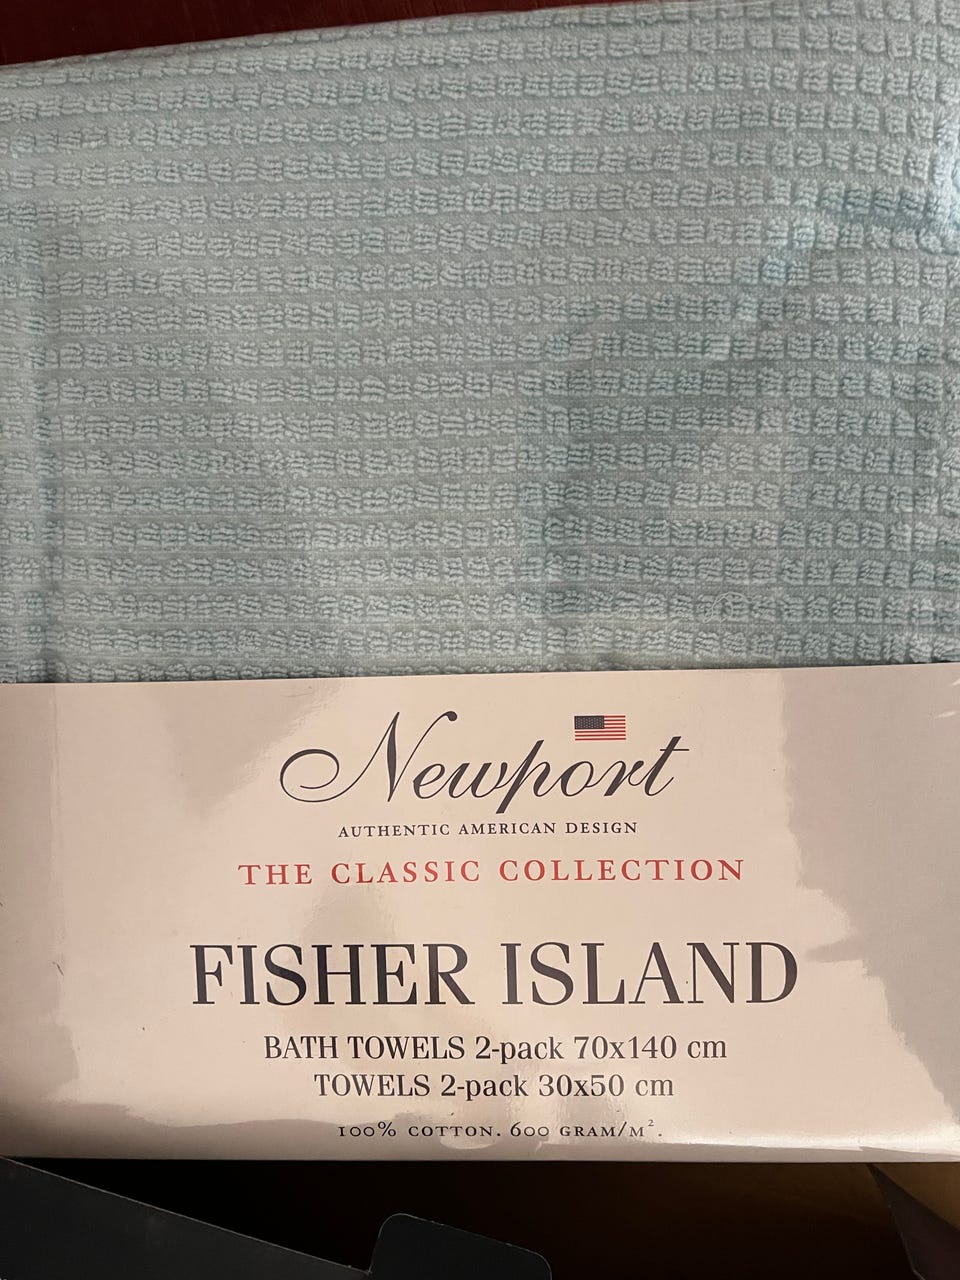 Newport
AUTHENTIC AMERICAN DESIGN
THE CLASSIC COLLECTION
FISHER ISLAND
BATH TOWELS 2-pack 70x140 cm
TOWELS 2-pack 30x50 cm
100% COTTON. 600 GRAM/M².